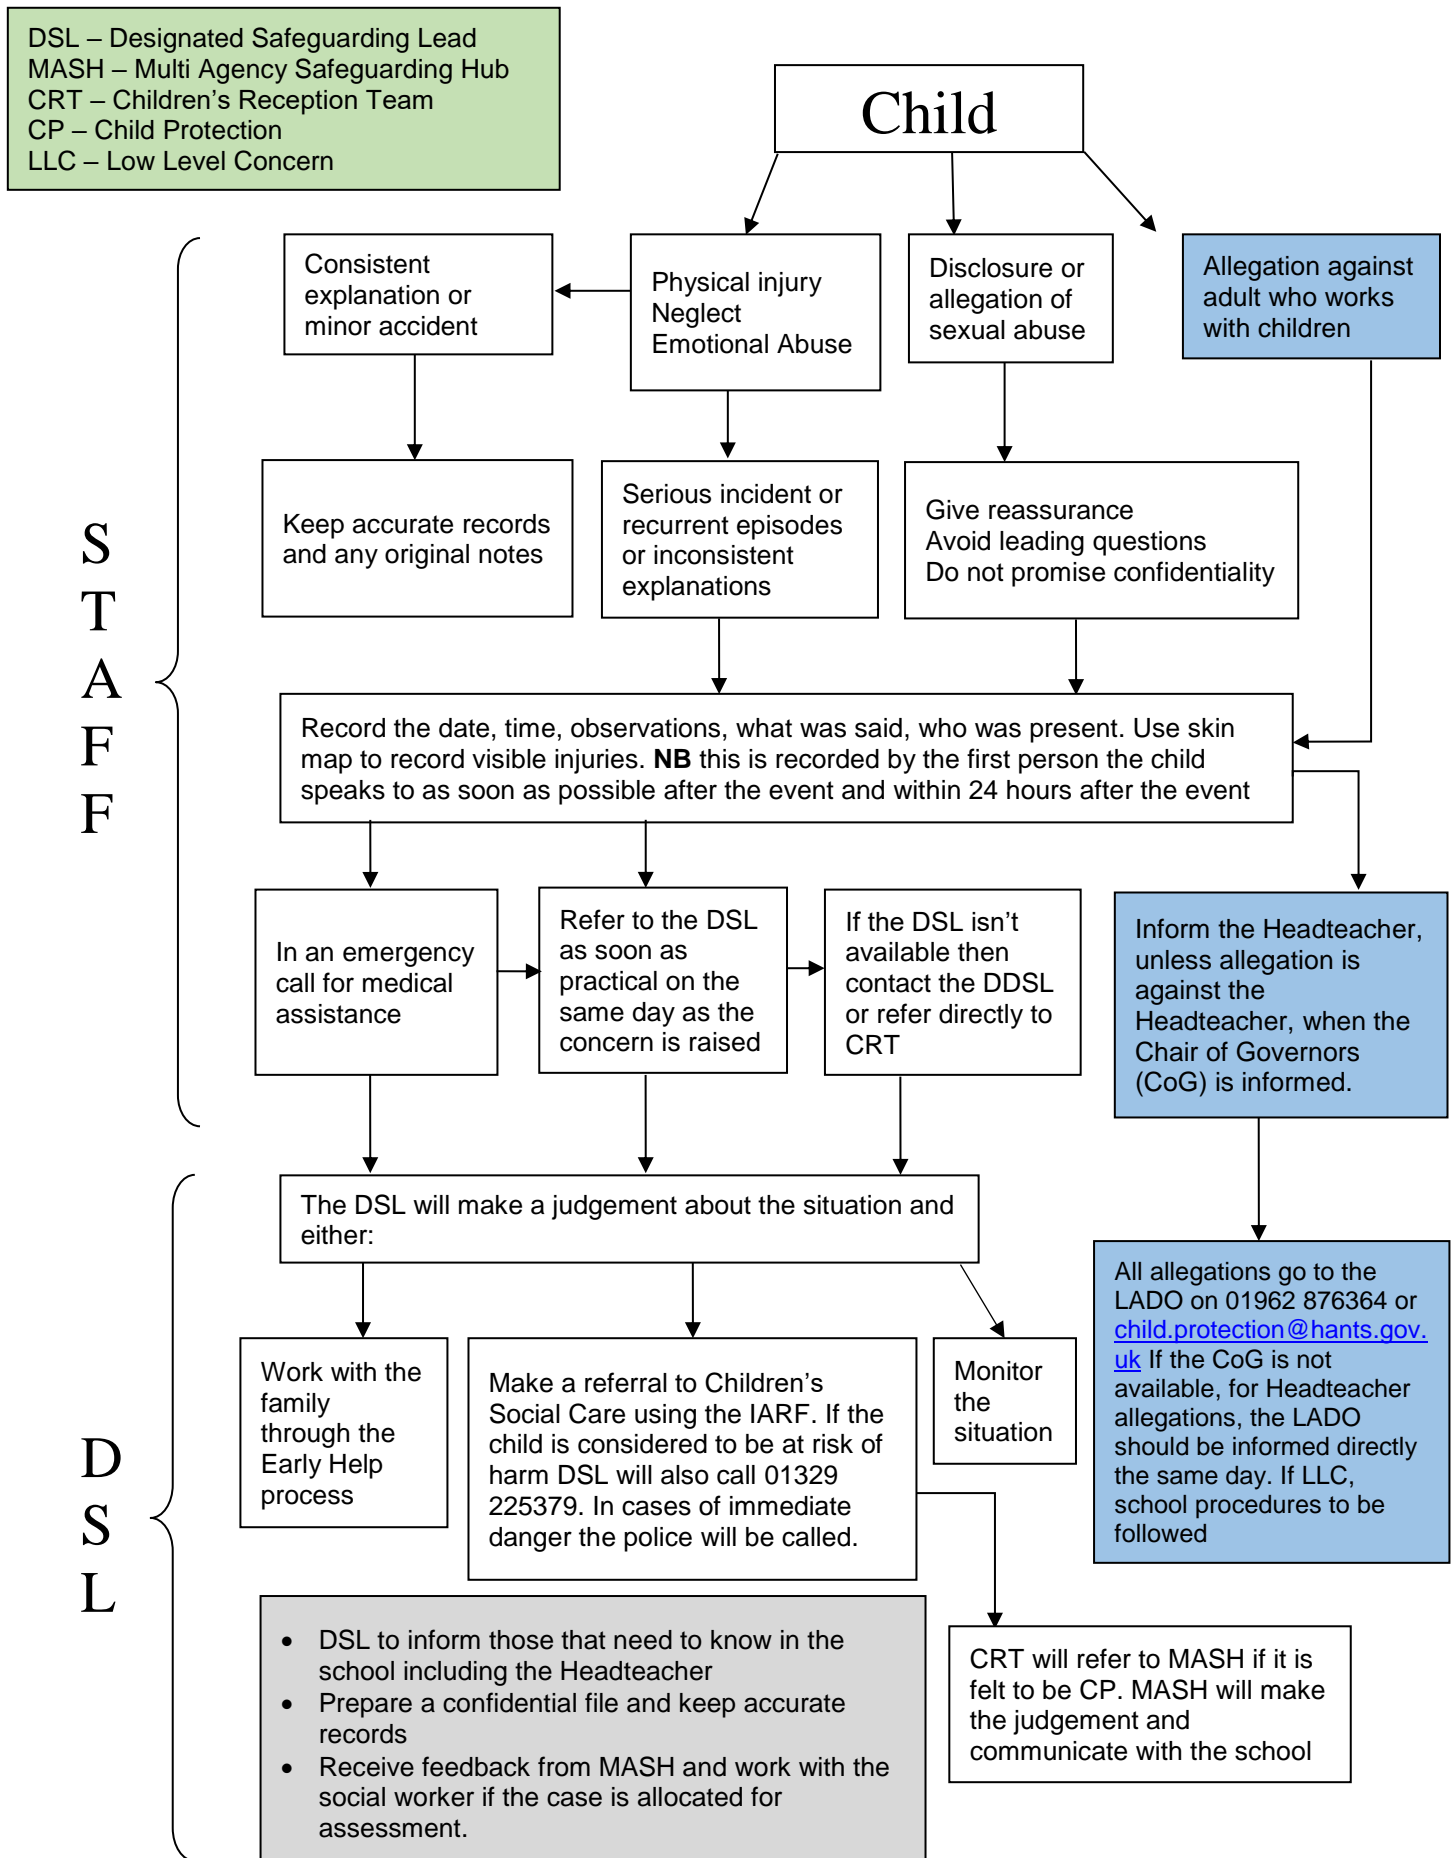 DSL – Designated Safeguarding Lead
MASH – Multi Agency Safeguarding Hub
CRT – Children's Reception Team
CP – Child Protection
LLC – Low Level Concern
Child
Consistent
explanation or
minor accident
Physical injury
Neglect
Emotional Abuse
Disclosure or
allegation of
sexual abuse
Allegation against
adult who works
with children
Keep accurate records
and any original notes
Serious incident or
recurrent episodes
or inconsistent
explanations
Give reassurance
Avoid leading questions
Do not promise confidentiality
S
T
A
F
F
Record the date, time, observations, what was said, who was present. Use skin
map to record visible injuries. NB this is recorded by the first person the child
speaks to as soon as possible after the event and within 24 hours after the event
In an emergency
call for medical
assistance
Refer to the DSL
as soon as
practical on the
same day as the
concern is raised
If the DSL isn't
available then
contact the DDSL
or refer directly to
CRT
Inform the Headteacher,
unless allegation is
against the
Headteacher, when the
Chair of Governors
(CoG) is informed.
The DSL will make a judgement about the situation and
either:
All allegations go to the
LADO on 01962 876364 or
child.protection@hants.gov.
uk If the CoG is not
available, for Headteacher
allegations, the LADO
should be informed directly
the same day. If LLC,
school procedures to be
followed
Work with the
family
through the
Early Help
process
Make a referral to Children's
Social Care using the IARF. If the
child is considered to be at risk of
harm DSL will also call 01329
225379. In cases of immediate
danger the police will be called.
Monitor
the
situation
D
S
L
• DSL to inform those that need to know in the
school including the Headteacher
• Prepare a confidential file and keep accurate
records
• Receive feedback from MASH and work with the
social worker if the case is allocated for
assessment.
CRT will refer to MASH if it is
felt to be CP. MASH will make
the judgement and
communicate with the school